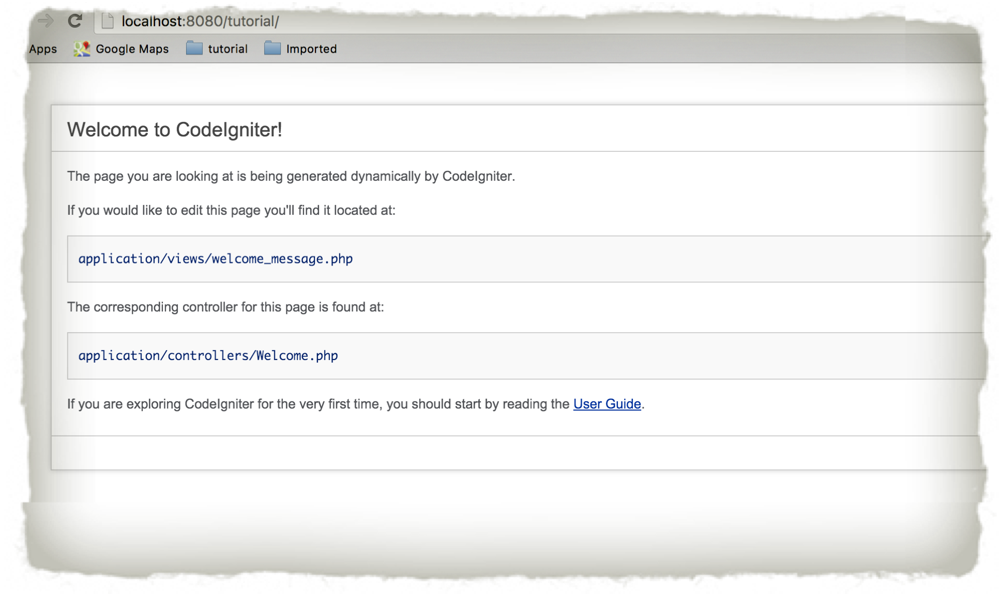 localhost:8080/tutorial/
Apps Google Maps tutorial Imported
Welcome to CodeIgniter!
The page you are looking at is being generated dynamically by CodeIgniter.
If you would like to edit this page you'll find it located at:
application/views/welcome_message.php
The corresponding controller for this page is found at:
application/controllers/Welcome.php
If you are exploring CodeIgniter for the very first time, you should start by reading the User Guide.